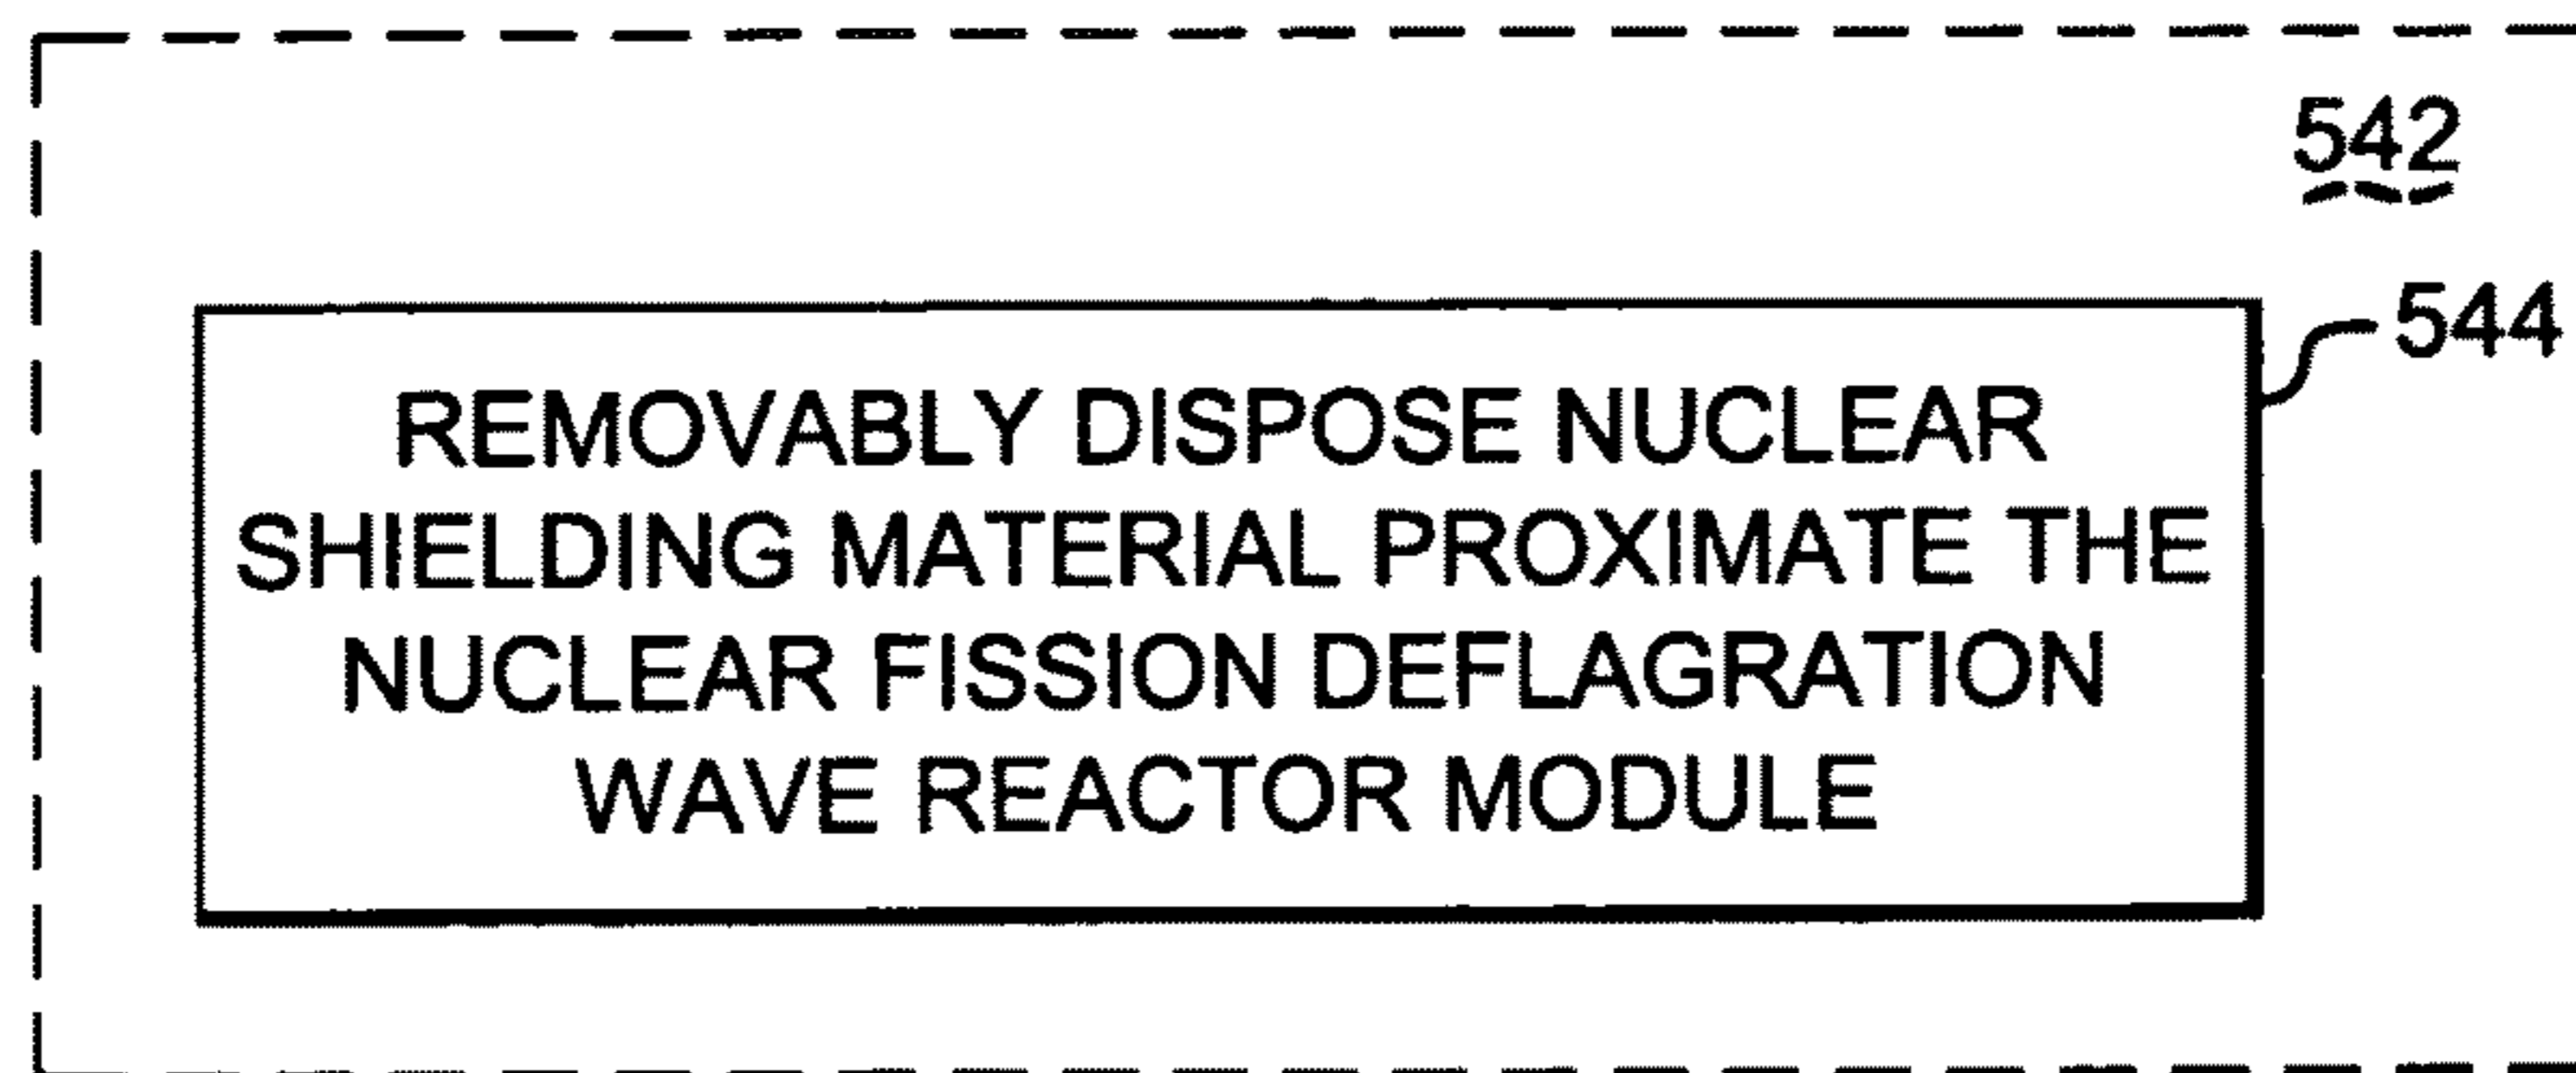 542
544
REMOVABLY DISPOSE NUCLEAR
SHIELDING MATERIAL PROXIMATE THE
NUCLEAR FISSION DEFLAGRATION
WAVE REACTOR MODULE